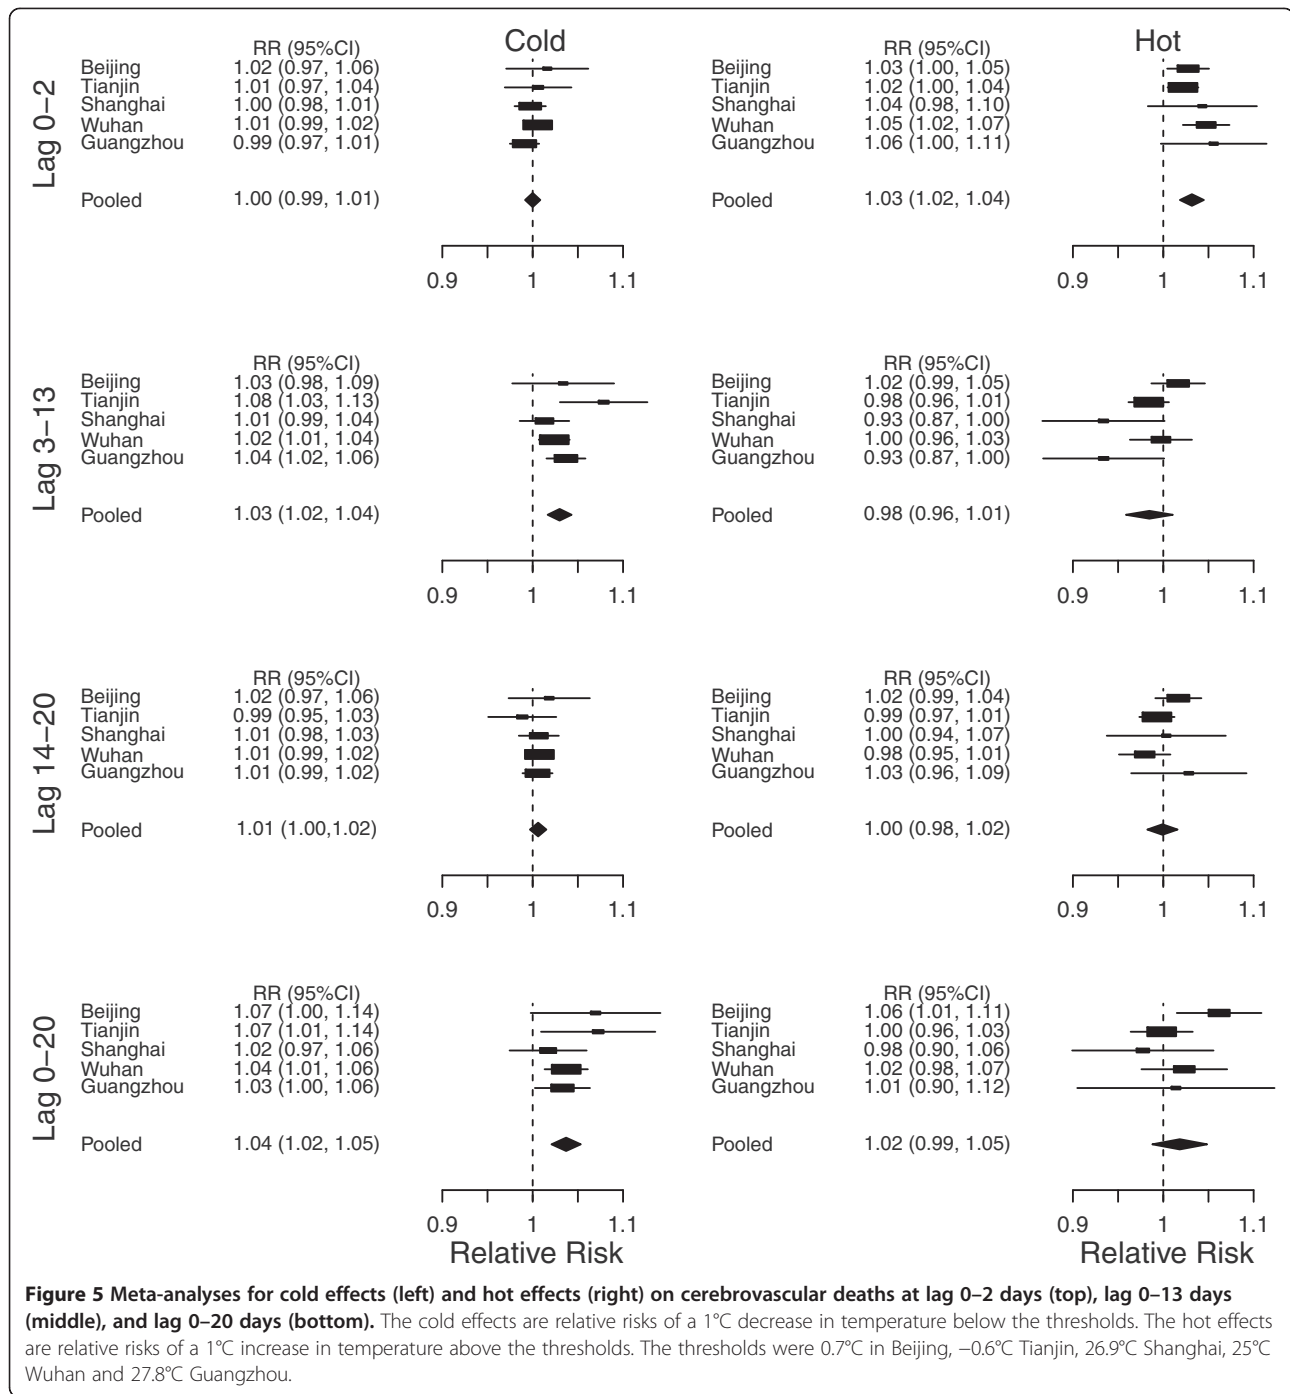 Cold
Hot
Lag 0–2
RR (95%CI)
Beijing 1.02 (0.97, 1.06)
Tianjin 1.01 (0.97, 1.04)
Shanghai 1.00 (0.98, 1.01)
Wuhan 1.01 (0.99, 1.02)
Guangzhou 0.99 (0.97, 1.01)
Pooled 1.00 (0.99, 1.01)
0.9 1 1.1
RR (95%CI)
Beijing 1.03 (1.00, 1.05)
Tianjin 1.02 (1.00, 1.04)
Shanghai 1.04 (0.98, 1.10)
Wuhan 1.05 (1.02, 1.07)
Guangzhou 1.06 (1.00, 1.11)
Pooled 1.03 (1.02, 1.04)
0.9 1 1.1
Lag 3–13
RR (95%CI)
Beijing 1.03 (0.98, 1.09)
Tianjin 1.08 (1.03, 1.13)
Shanghai 1.01 (0.99, 1.04)
Wuhan 1.02 (1.01, 1.04)
Guangzhou 1.04 (1.02, 1.06)
Pooled 1.03 (1.02, 1.04)
0.9 1 1.1
RR (95%CI)
Beijing 1.02 (0.99, 1.05)
Tianjin 0.98 (0.96, 1.01)
Shanghai 0.93 (0.87, 1.00)
Wuhan 1.00 (0.96, 1.03)
Guangzhou 0.93 (0.87, 1.00)
Pooled 0.98 (0.96, 1.01)
0.9 1 1.1
Lag 14–20
RR (95%CI)
Beijing 1.02 (0.97, 1.06)
Tianjin 0.99 (0.95, 1.03)
Shanghai 1.01 (0.98, 1.03)
Wuhan 1.01 (0.99, 1.02)
Guangzhou 1.01 (0.99, 1.02)
Pooled 1.01 (1.00,1.02)
0.9 1 1.1
RR (95%CI)
Beijing 1.02 (0.99, 1.04)
Tianjin 0.99 (0.97, 1.01)
Shanghai 1.00 (0.94, 1.07)
Wuhan 0.98 (0.95, 1.01)
Guangzhou 1.03 (0.96, 1.09)
Pooled 1.00 (0.98, 1.02)
0.9 1 1.1
Lag 0–20
RR (95%CI)
Beijing 1.07 (1.00, 1.14)
Tianjin 1.07 (1.01, 1.14)
Shanghai 1.02 (0.97, 1.06)
Wuhan 1.04 (1.01, 1.06)
Guangzhou 1.03 (1.00, 1.06)
Pooled 1.04 (1.02, 1.05)
0.9 1 1.1
Relative Risk
RR (95%CI)
Beijing 1.06 (1.01, 1.11)
Tianjin 1.00 (0.96, 1.03)
Shanghai 0.98 (0.90, 1.06)
Wuhan 1.02 (0.98, 1.07)
Guangzhou 1.01 (0.90, 1.12)
Pooled 1.02 (0.99, 1.05)
0.9 1 1.1
Relative Risk
Figure 5 Meta-analyses for cold effects (left) and hot effects (right) on cerebrovascular deaths at lag 0–2 days (top), lag 0–13 days
(middle), and lag 0–20 days (bottom). The cold effects are relative risks of a 1°C decrease in temperature below the thresholds. The hot effects
are relative risks of a 1°C increase in temperature above the thresholds. The thresholds were 0.7°C in Beijing, −0.6°C Tianjin, 26.9°C Shanghai, 25°C
Wuhan and 27.8°C Guangzhou.